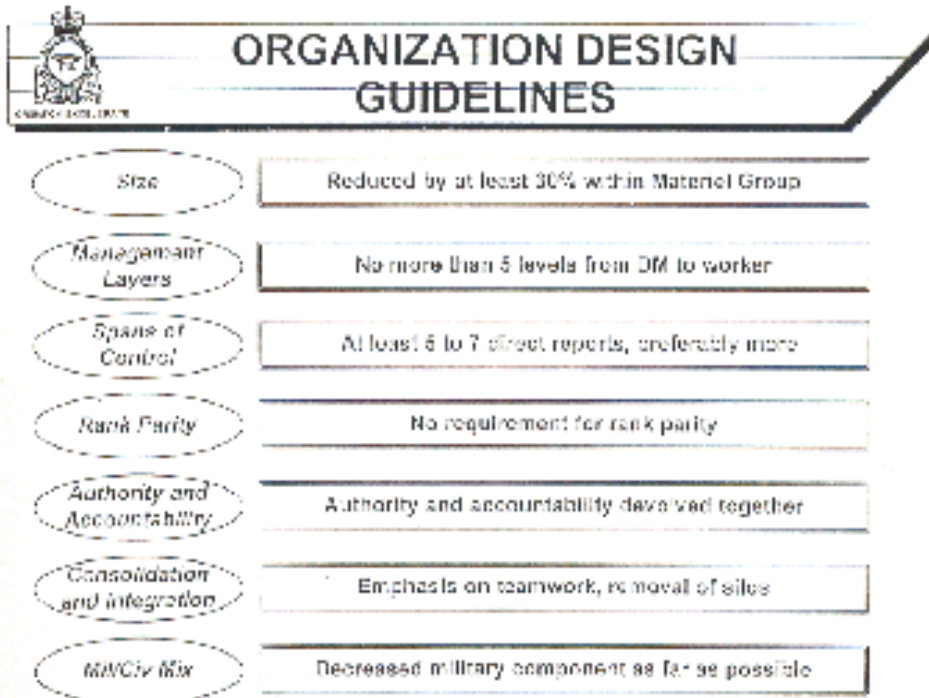 ORGANIZATION DESIGN
GUIDELINES
Size
Reduced by at least 30% within Materiel Group
Management
Layers
No more than 5 levels from DM to worker
Spans of
Control
At least 5 to 7 direct reports, preferably more
Rank Parity
No requirement for rank parity
Authority and
Accountability
Authority and accountability devolved together
Consolidation
and Integration
Emphasis on teamwork, removal of silos
Mil/Civ Mix
Decreased military component as far as possible